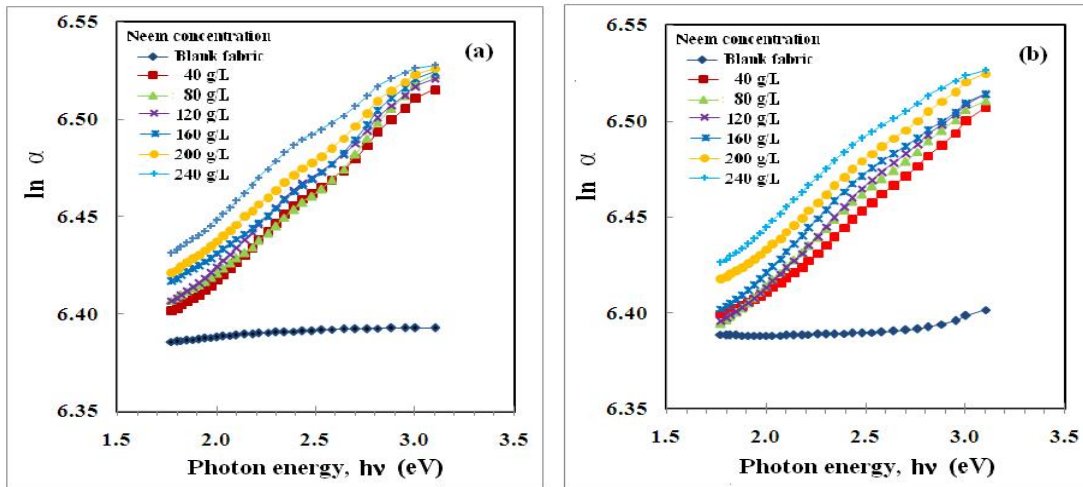 6.55
6.50
6.45
6.40
6.35
ln α
Neem concentration
Blank fabric
40 g/L
80 g/L
120 g/L
160 g/L
200 g/L
240 g/L
(a)
1.5 2.0 2.5 3.0 3.5
Photon energy, hν (eV)
6.55
6.50
6.45
6.40
6.35
ln α
Neem concentration
Blank fabric
40 g/L
80 g/L
120 g/L
160 g/L
200 g/L
240 g/L
(b)
1.5 2.0 2.5 3.0 3.5
Photon energy, hν (eV)